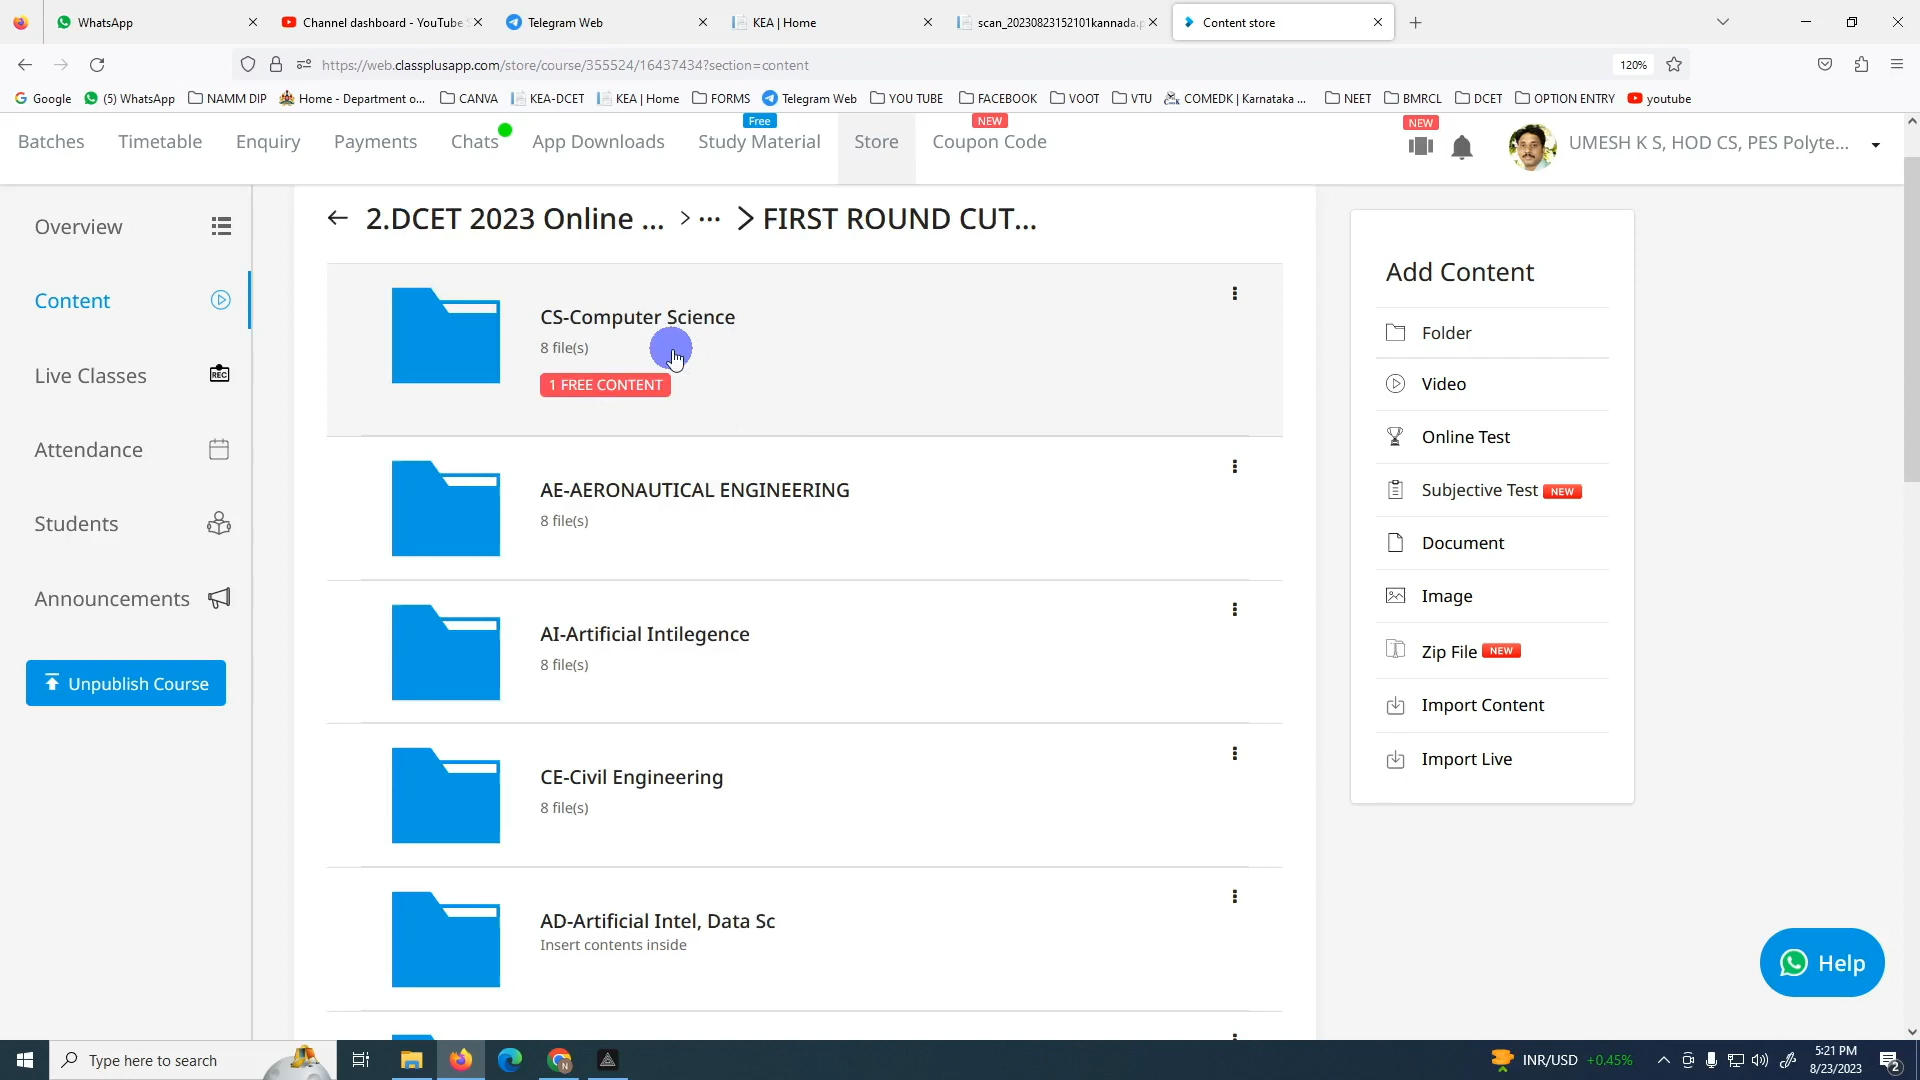 WhatsApp
Channel dashboard - YouTube S
Telegram Web
KEA | Home
scan_20230823152101kannada.p
Content store
https://web.classplusapp.com/store/course/355524/16437434?section=content
120%
Google
(5) WhatsApp
NAMM DIP
Home - Department o...
CANVA
KEA-DCET
KEA | Home
FORMS
Telegram Web
YOU TUBE
FACEBOOK
VOOT
VTU
COMEDK | Karnataka ...
NEET
BMRCL
DCET
OPTION ENTRY
youtube
Batches
Timetable
Enquiry
Payments
Chats
App Downloads
Free
Study Material
Store
NEW
Coupon Code
NEW
UMESH K S, HOD CS, PES Polyte...
Overview
Content
Live Classes
REC
Attendance
Students
Announcements
Unpublish Course
2.DCET 2023 Online ... > ... > FIRST ROUND CUT...
CS-Computer Science
8 file(s)
1 FREE CONTENT
AE-AERONAUTICAL ENGINEERING
8 file(s)
AI-Artificial Intilegence
8 file(s)
CE-Civil Engineering
8 file(s)
AD-Artificial Intel, Data Sc
Insert contents inside
Add Content
Folder
Video
Online Test
Subjective Test NEW
Document
Image
Zip File NEW
Import Content
Import Live
Help
Type here to search
INR/USD +0.45%
5:21 PM
8/23/2023
2